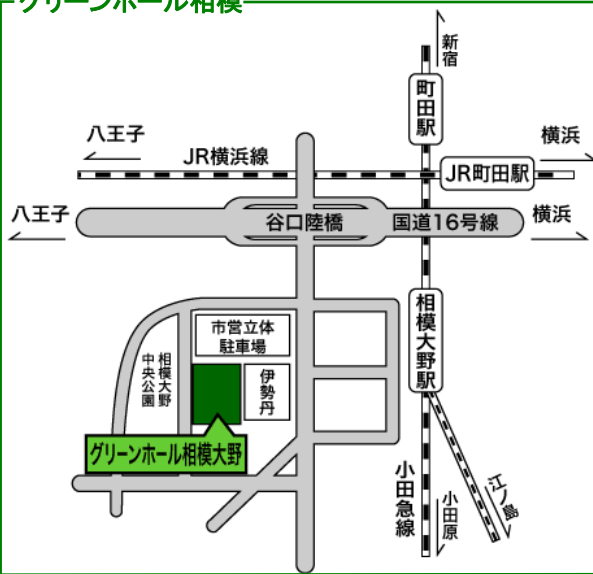 グリーンホール相模
新宿
町田駅
八王子
横浜
JR横浜線
JR町田駅
八王子
谷口陸橋
国道16号線
横浜
相模大野駅
市営立体
駐車場
相模大野
中央公園
伊勢丹
グリーンホール相模大野
小田急線
小田原
江ノ島